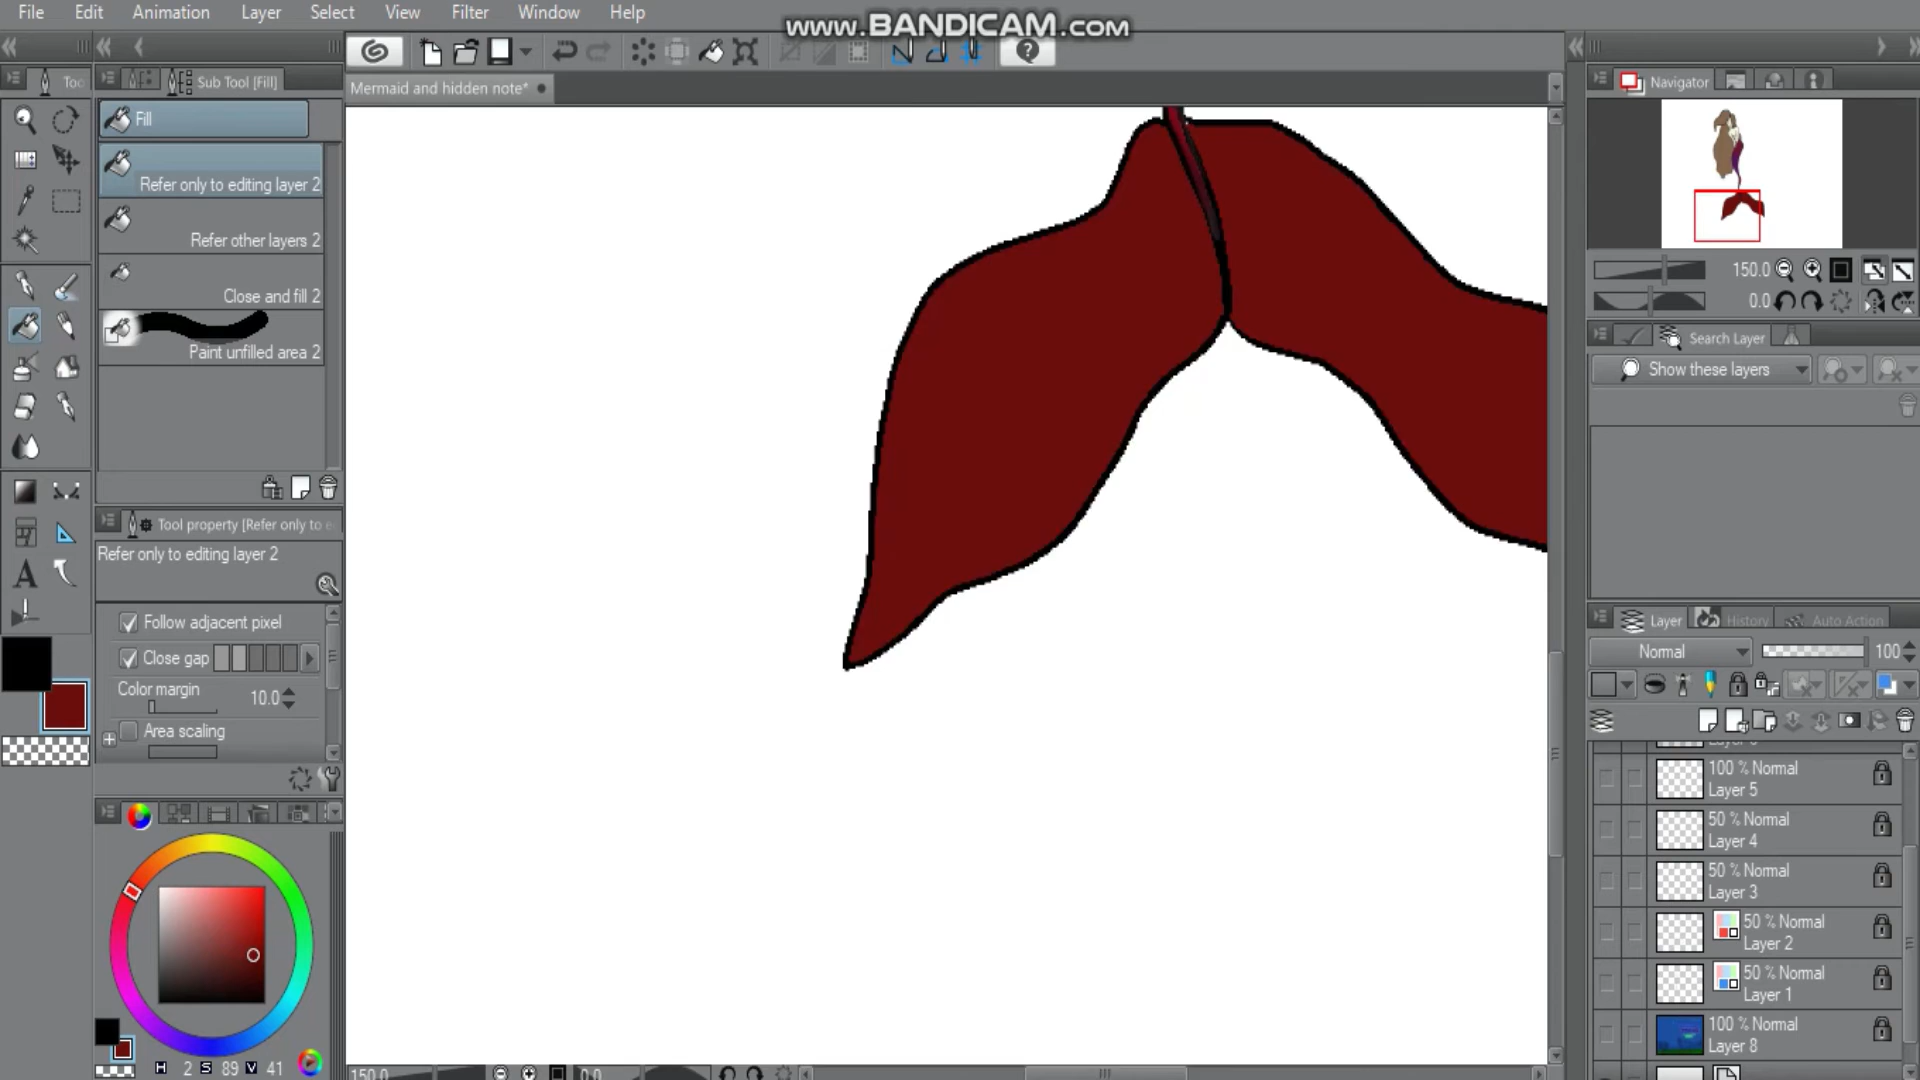 File Edit Animation Layer Select View Filter Window Help
www.BANDICAM.com
Too
Sub Tool [Fill]
Mermaid and hidden note*
Navigator
Fill
Refer only to editing layer 2
Refer other layers 2
Close and fill 2
Paint unfilled area 2
150.0
0.0
Search Layer
Show these layers
Tool property [Refer only to e
Refer only to editing layer 2
Follow adjacent pixel
Close gap
Color margin
10.0
Area scaling
Layer History Auto Action
Normal 100
100 % Normal
Layer 5
50 % Normal
Layer 4
50 % Normal
Layer 3
50 % Normal
Layer 2
50 % Normal
Layer 1
100 % Normal
Layer 8
H 2 S 89 V 41
150.0 0.0